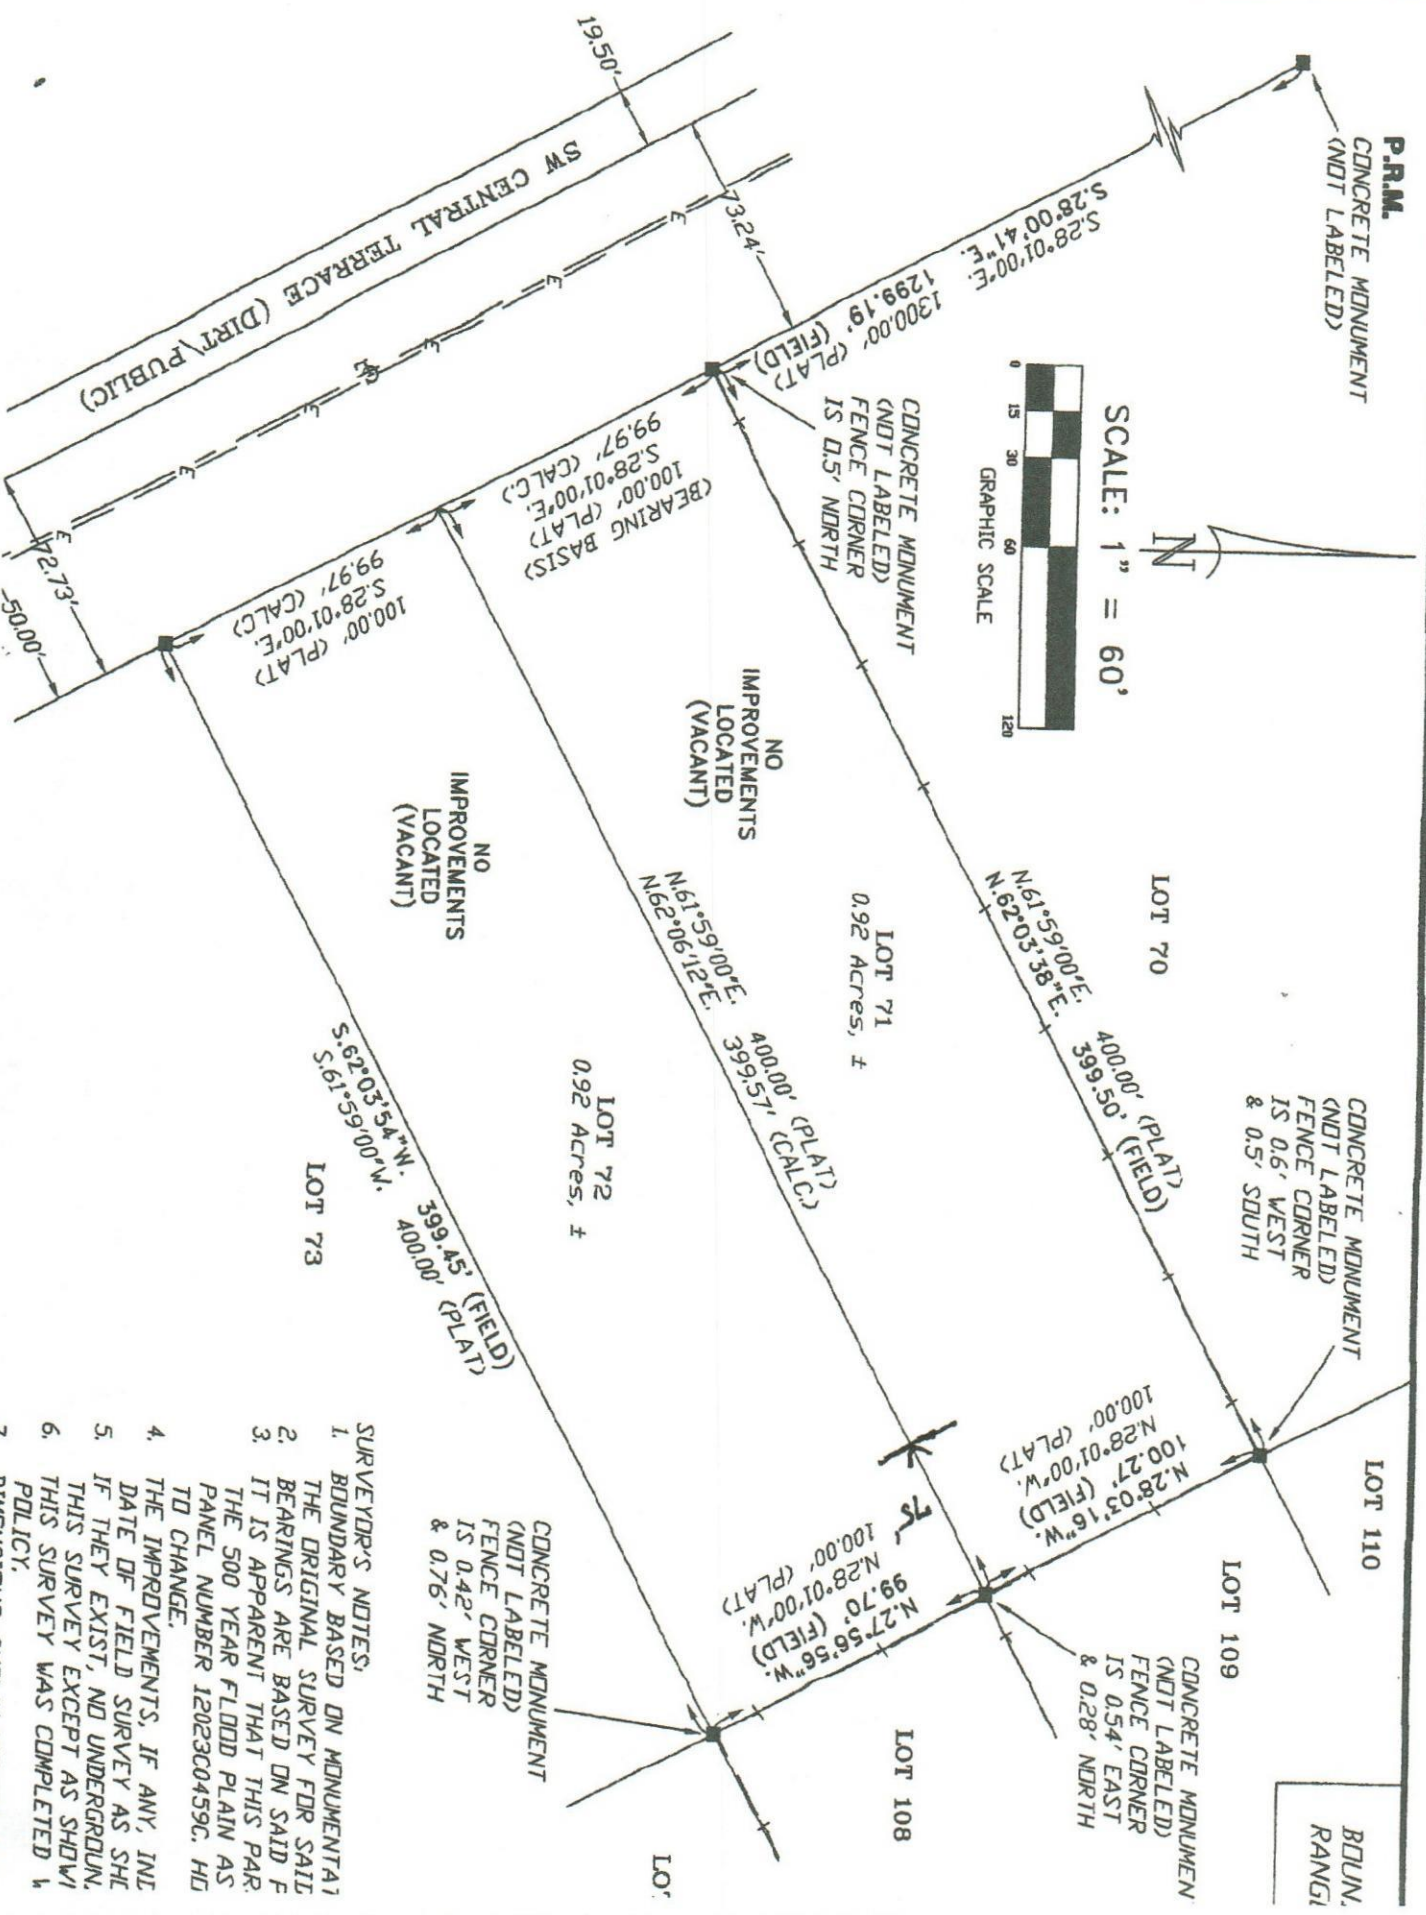 P.R.M.
CONCRETE MONUMENT
(NOT LABELED)
S.28°01'00"E. 1300.00' (PLAT)
S.28°00'41"E. 1299.19' (FIELD)
SCALE: 1" = 60'
0 15 30 60 120
GRAPHIC SCALE
N
19.50'
73.24'
SW CENTRAL TERRACE (DIRT/PUBLIC)
E
E
E
E
E
E
E
72.73'
50.00'
CONCRETE MONUMENT
(NOT LABELED)
FENCE CORNER
IS 0.5' NORTH
(BEARING BASIS)
100.00' (PLAT)
S.28°01'00"E.
99.97' (CALC.)
100.00' (PLAT)
S.28°01'00"E.
99.97' (CALC)
NO
IMPROVEMENTS
LOCATED
(VACANT)
NO
IMPROVEMENTS
LOCATED
(VACANT)
LOT 70
N.61°59'00"E. 400.00' (PLAT)
N.62°03'38"E. 399.50' (FIELD)
LOT 71
0.92 Acres, ±
N.61°59'00"E. 400.00' (PLAT)
N.62°06'12"E. 399.57' (CALC.)
LOT 72
0.92 Acres, ±
S.62°03'54"W. 399.45' (FIELD)
S.61°59'00"W. 400.00' (PLAT)
LOT 73
CONCRETE MONUMENT
(NOT LABELED)
FENCE CORNER
IS 0.6' WEST
& 0.5' SOUTH
LOT 110
N.28°03'16"W.
100.27' (FIELD)
N.28°01'00"W.
100.00' (PLAT)
LOT 109
75'
N.27°56'56"W.
99.70' (FIELD)
N.28°01'00"W.
100.00' (PLAT)
CONCRETE MONUMEN
(NOT LABELED)
FENCE CORNER
IS 0.54' EAST
& 0.28' NORTH
LOT 108
CONCRETE MONUMENT
(NOT LABELED)
FENCE CORNER
IS 0.42' WEST
& 0.76' NORTH
LOT
BOUN
RANG
SURVEYOR'S NOTES:
1. BOUNDARY BASED ON MONUMENTAT
THE ORIGINAL SURVEY FOR SAID
2. BEARINGS ARE BASED ON SAID P
3. IT IS APPARENT THAT THIS PAR
THE 500 YEAR FLOOD PLAIN AS
PANEL NUMBER 12023C0459C. HO
TO CHANGE.
4. THE IMPROVEMENTS, IF ANY, IND
DATE OF FIELD SURVEY AS SHO
5. IF THEY EXIST, NO UNDERGROUN
THIS SURVEY EXCEPT AS SHOW
6. THIS SURVEY WAS COMPLETED W
POLICY.